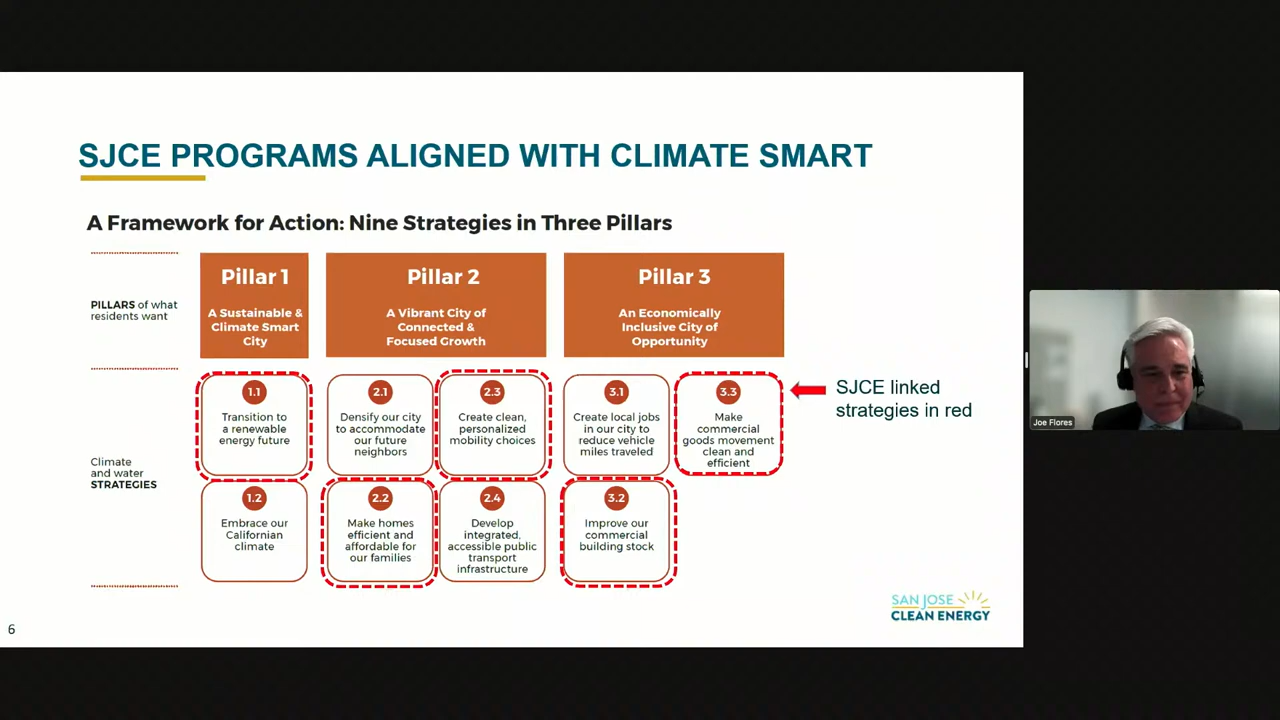 SJCE PROGRAMS ALIGNED WITH CLIMATE SMART
A Framework for Action: Nine Strategies in Three Pillars
PILLARS of what
residents want
Pillar 1
A Sustainable &
Climate Smart
City
Pillar 2
A Vibrant City of
Connected &
Focused Growth
Pillar 3
An Economically
Inclusive City of
Opportunity
Climate
and water
STRATEGIES
1.1
Transition to
a renewable
energy future
2.1
Densify our city
to accommodate
our future
neighbors
2.3
Create clean,
personalized
mobility choices
3.1
Create local jobs
in our city to
reduce vehicle
miles traveled
3.3
Make
commercial
goods movement
clean and
efficient
SJCE linked
strategies in red
1.2
Embrace our
Californian
climate
2.2
Make homes
efficient and
affordable for
our families
2.4
Develop
integrated,
accessible public
transport
infrastructure
3.2
Improve our
commercial
building stock
SAN JOSE
CLEAN ENERGY
6
Joe Flores